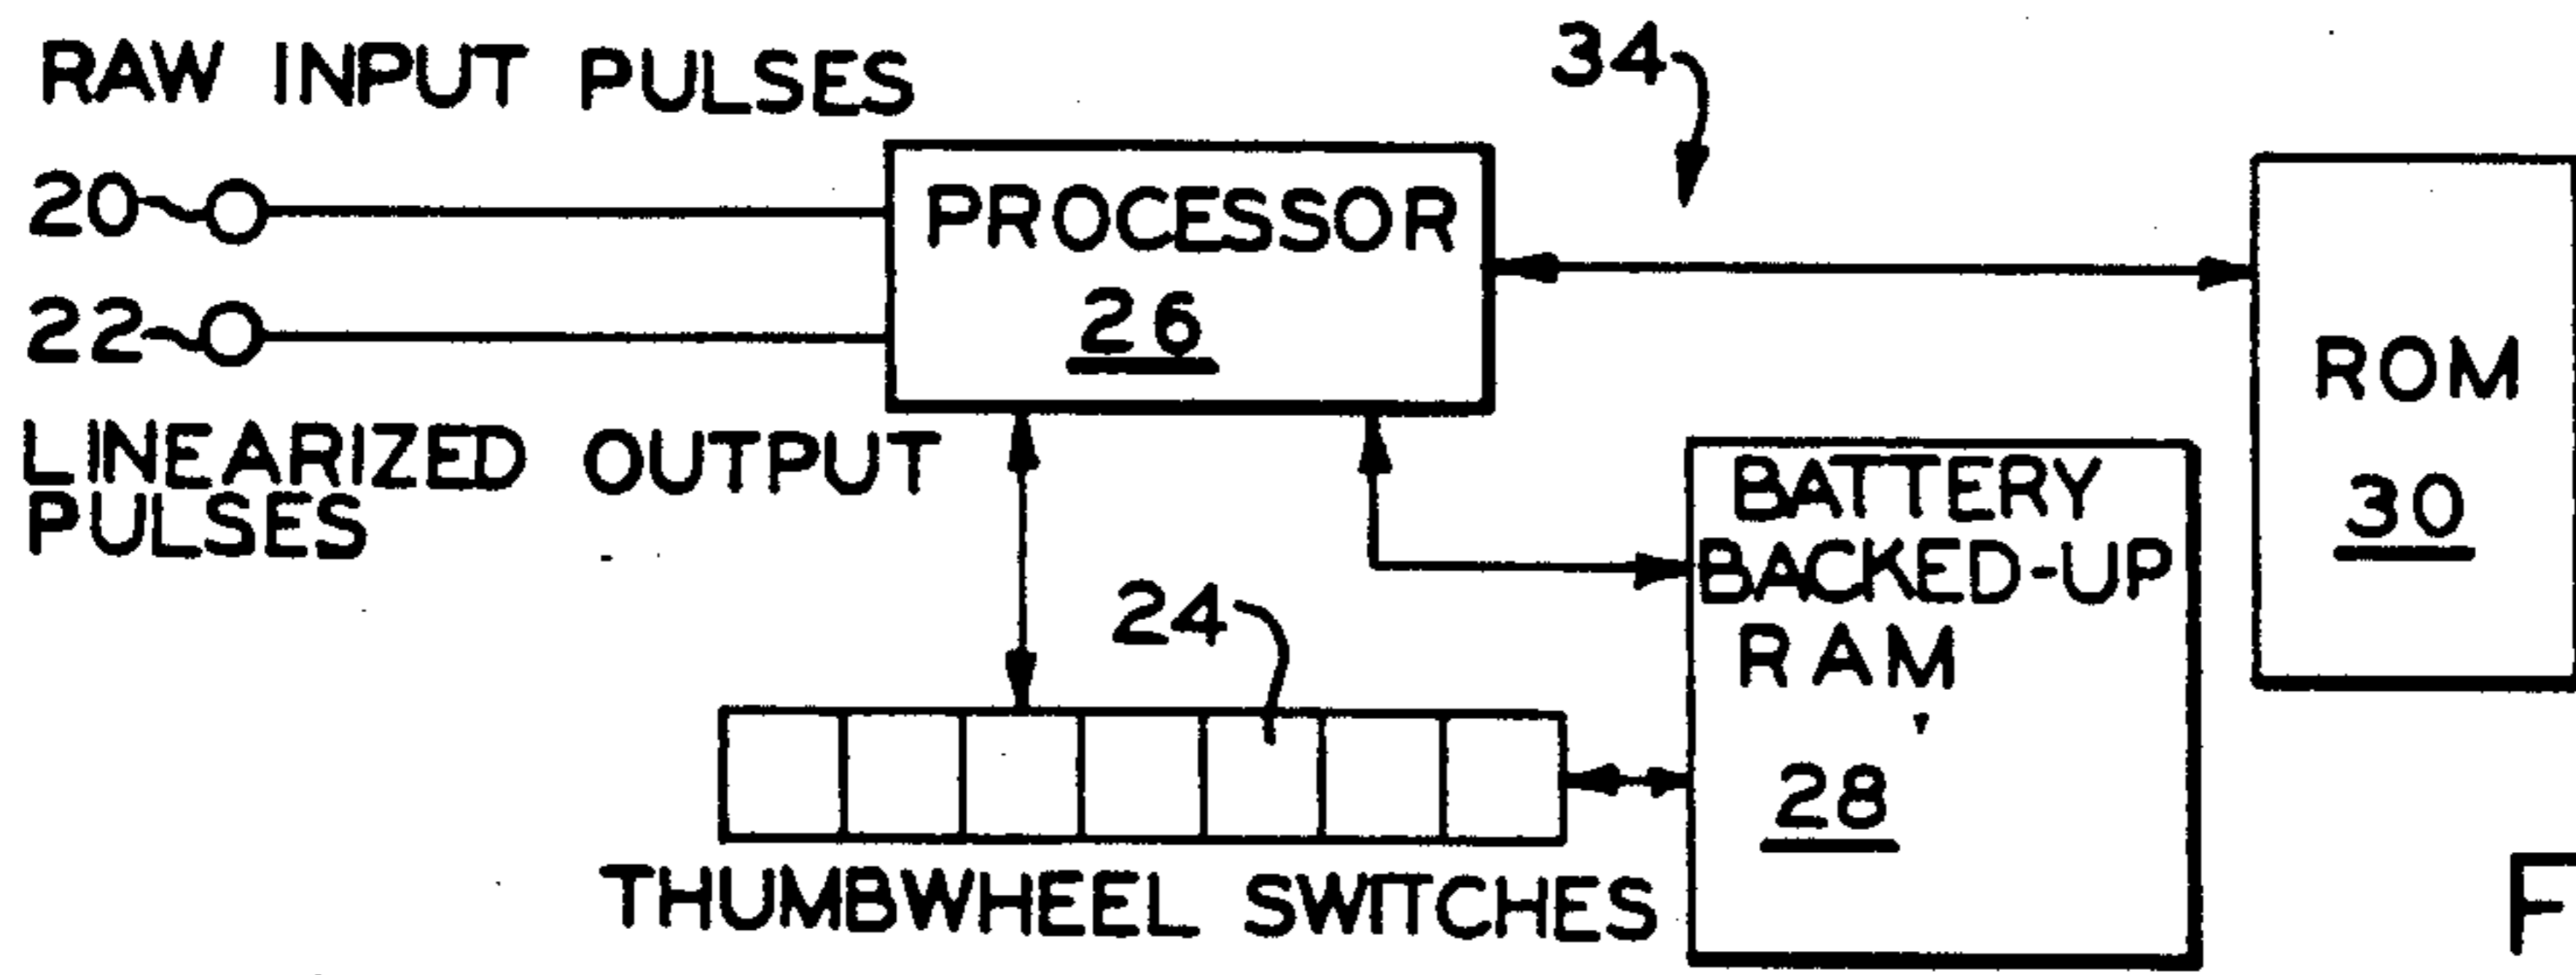 RAW INPUT PULSES
34
20
PROCESSOR
26
22
ROM
30
LINEARIZED OUTPUT
PULSES
BATTERY
BACKED-UP
RAM
28
24
THUMBWHEEL SWITCHES
F